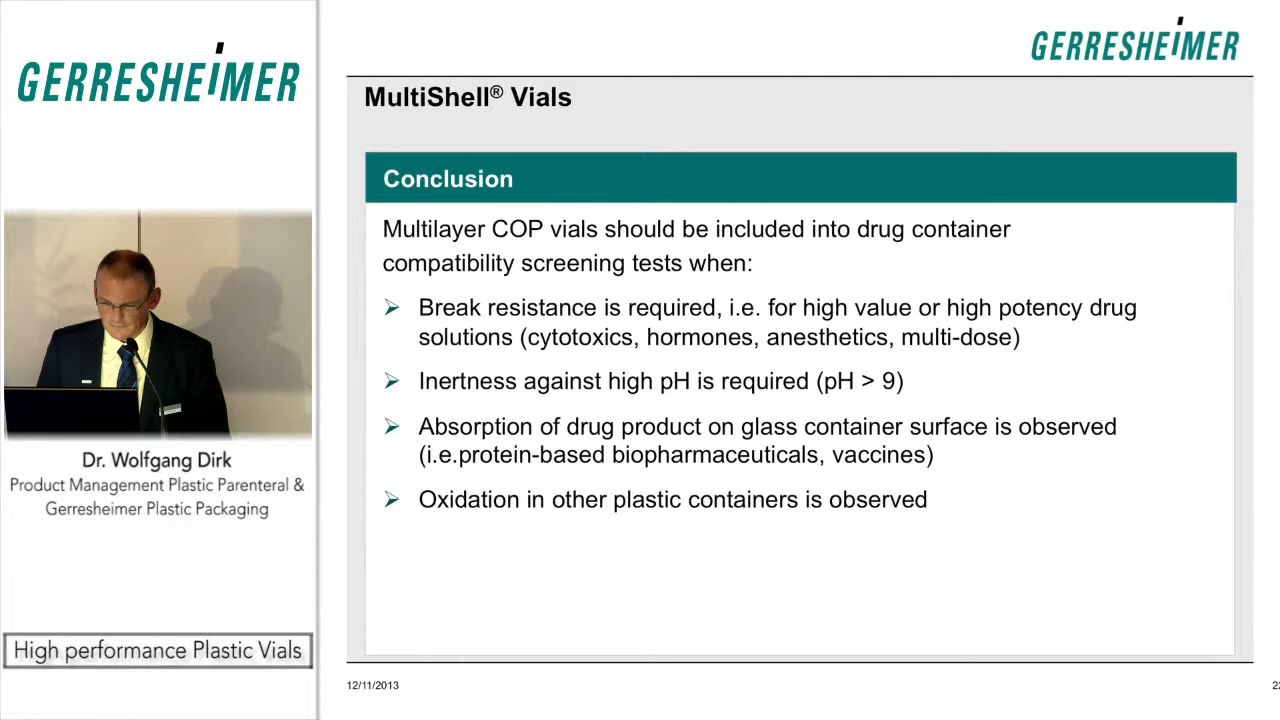 GERRESHEIMER
GERRESHEIMER
MultiShell® Vials
Conclusion
Multilayer COP vials should be included into drug container
compatibility screening tests when:
Break resistance is required, i.e. for high value or high potency drug
solutions (cytotoxics, hormones, anesthetics, multi-dose)
Inertness against high pH is required (pH > 9)
Absorption of drug product on glass container surface is observed
(i.e.protein-based biopharmaceuticals, vaccines)
Oxidation in other plastic containers is observed
Dr. Wolfgang Dirk
Product Management Plastic Parenteral &
Gerresheimer Plastic Packaging
High performance Plastic Vials
12/11/2013